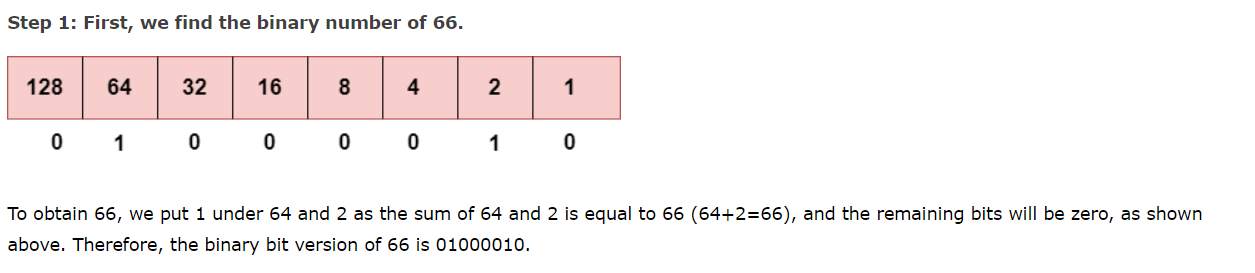 Step 1: First, we find the binary number of 66.
128 64 32 16 8 4 2 1
0 1 0 0 0 0 1 0
To obtain 66, we put 1 under 64 and 2 as the sum of 64 and 2 is equal to 66 (64+2=66), and the remaining bits will be zero, as shown
above. Therefore, the binary bit version of 66 is 01000010.